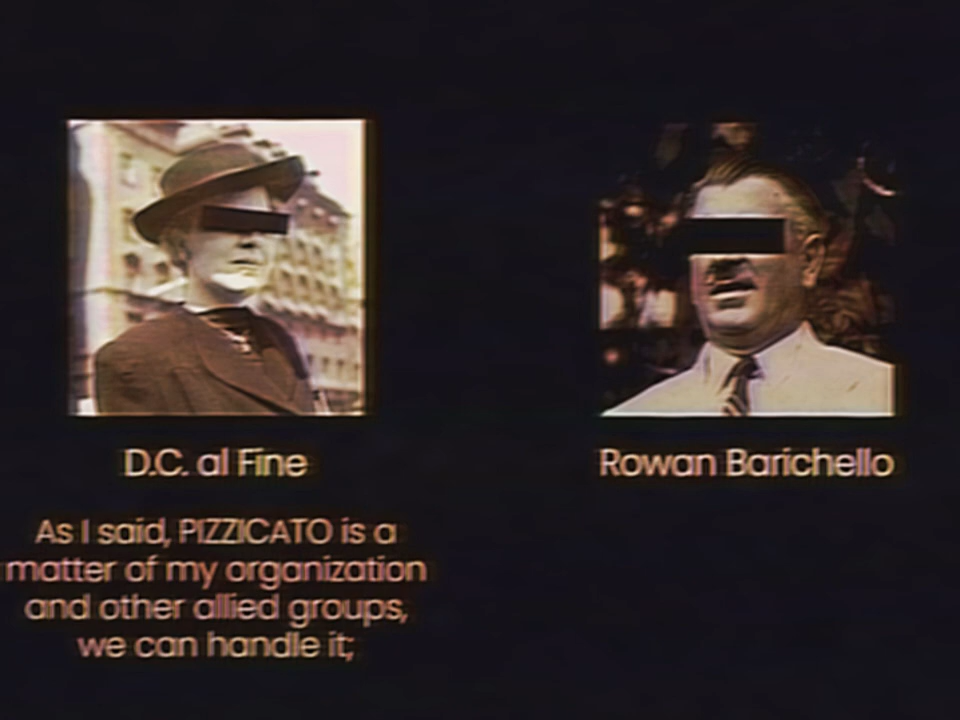 D.C. al Fine
Rowan Barichello
As I said, PIZZICATO is a
matter of my organization
and other allied groups,
we can handle it;